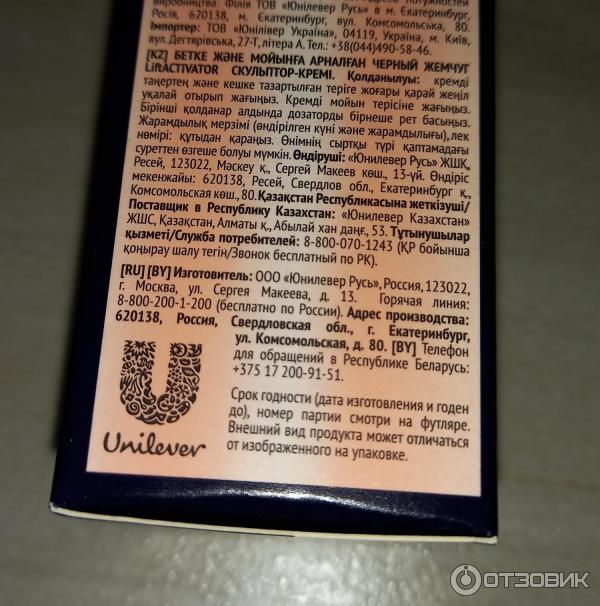 виробництва: Філія ТОВ «Юнілевер Русь» в м. Екатеринбург,
Росія, 620138, м. Екатеринбург, вул. Комсомольська, 80.
Імпортер: ТОВ «Юнілівер Україна», 04119, Україна, м. Київ,
вул. Дегтярівська, 27-Т, літера А. Тел.: +38(044)490-58-46.
[KZ] БЕТКЕ ЖӘНЕ МОЙЫНҒА АРНАЛҒАН ЧЕРНЫЙ ЖЕМЧУГ
LiftACTIVATOR СКУЛЬПТОР-КРЕМІ. Қолданылуы: кремді
таңертең және кешке тазартылған теріге жоғары қарай жеңіл
уқалай отырып жағыңыз. Кремді мойын терісіне жағыңыз.
Бірінші қолданар алдында дозаторды бірнеше рет басыңыз.
Жарамдылық мерзімі (өндірілген күні және жарамдылығы), лек
нөмірі: құтыдан қараңыз. Өнімнің сыртқы түрі қаптамадағы
суреттен өзгеше болуы мүмкін. Өндіруші: «Юнилевер Русь» ЖШҚ,
Ресей, 123022, Мәскеу қ., Сергей Макеев көш., 13-үй. Өндіріс
мекенжайы: 620138, Ресей, Свердлов обл., Екатеринбург қ.,
Комсомольская көш., 80. Қазақстан Республикасына жеткізуші/
Поставщик в Республику Казахстан: «Юнилевер Казахстан»
ЖШС, Қазақстан, Алматы қ., Абылай хан даңғ., 53. Тұтынушылар
қызметі/Служба потребителей: 8-800-070-1243 (ҚР бойынша
қоңырау шалу тегін/Звонок бесплатный по РК).
[RU] [BY] Изготовитель: ООО «Юнилевер Русь», Россия, 123022,
г. Москва, ул. Сергея Макеева, д. 13. Горячая линия:
8-800-200-1-200 (бесплатно по России). Адрес производства:
620138, Россия, Свердловская обл., г. Екатеринбург,
ул. Комсомольская, д. 80. [BY] Телефон
для обращений в Республике Беларусь:
+375 17 200-91-51.
Срок годности (дата изготовления и годен
до), номер партии смотри на футляре.
Внешний вид продукта может отличаться
от изображенного на упаковке.
Unilever
ОТЗОВИК